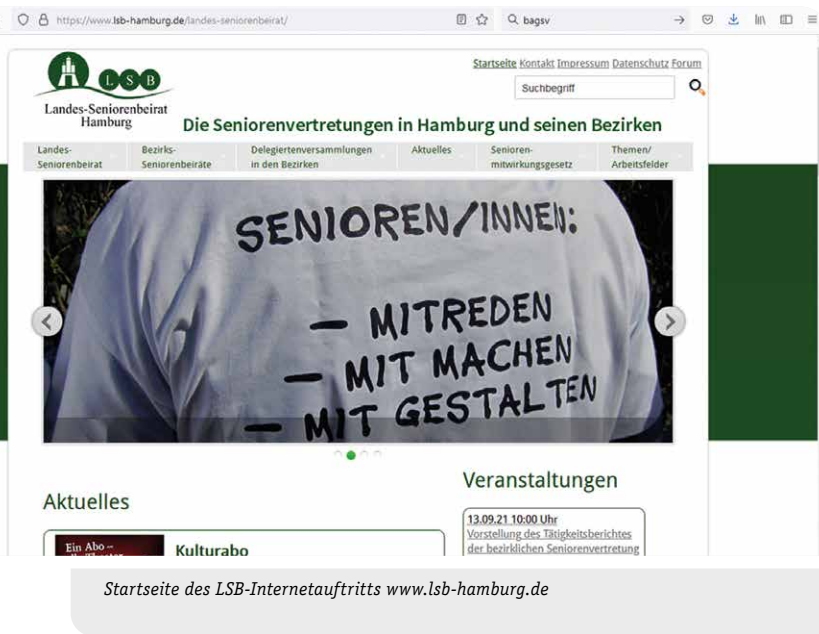 https://www.lsb-hamburg.de/landes-seniorenbeirat/
bagsv
LSB
Landes-Seniorenbeirat
Hamburg
Startseite Kontakt Impressum Datenschutz Forum
Suchbegriff
Die Seniorenvertretungen in Hamburg und seinen Bezirken
Landes-
Seniorenbeirat
Bezirks-
Seniorenbeiräte
Delegiertenversammlungen
in den Bezirken
Aktuelles
Senioren-
mitwirkungsgesetz
Themen/
Arbeitsfelder
SENIOREN/INNEN:
– MITREDEN
– MIT MACHEN
– MIT GESTALTEN
Aktuelles
Ein Abo –
Kulturabo
Veranstaltungen
13.09.21 10:00 Uhr
Vorstellung des Tätigkeitsberichtes
der bezirklichen Seniorenvertretung
Startseite des LSB-Internetauftritts www.lsb-hamburg.de